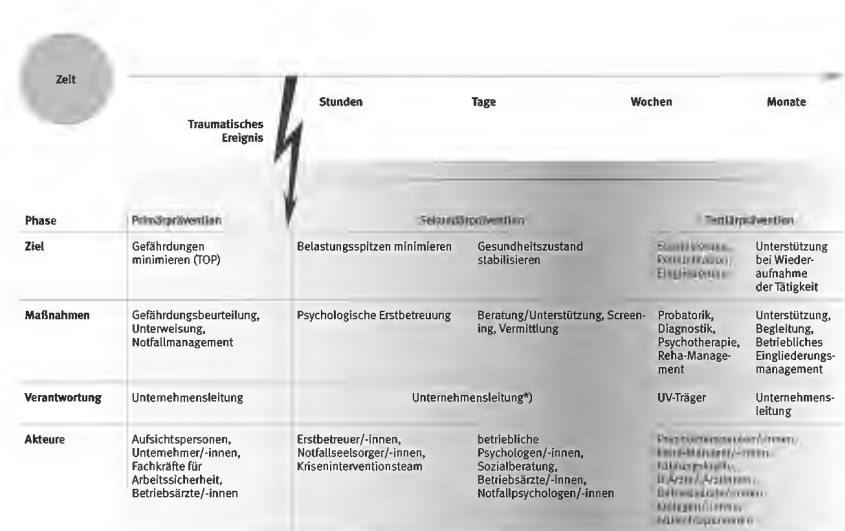 Zeit
Stunden Tage Wochen Monate
Traumatisches
Ereignis
Phase Primärprävention Sekundärprävention Tertiärprävention
Ziel Gefährdungen Belastungsspitzen minimieren Gesundheitszustand Unterstützung
minimieren (TOP) stabilisieren bei Wieder-
aufnahme
der Tätigkeit
Maßnahmen Gefährdungsbeurteilung, Psychologische Erstbetreuung Beratung/Unterstützung, Screen- Probatorik, Unterstützung,
Unterweisung, ing, Vermittlung Diagnostik, Begleitung,
Notfallmanagement Psychotherapie, Betriebliches
Reha-Manage- Eingliederungs-
ment management
Verantwortung Unternehmensleitung Unternehmensleitung*) UV-Träger Unternehmens-
leitung
Akteure Aufsichtspersonen, Erstbetreuer/-innen, betriebliche
Unternehmer/-innen, Notfallseelsorger/-innen, Psychologen/-innen,
Fachkräfte für Kriseninterventionsteam Sozialberatung,
Arbeitssicherheit, Betriebsärzte/-innen,
Betriebsärzte/-innen Notfallpsychologen/-innen